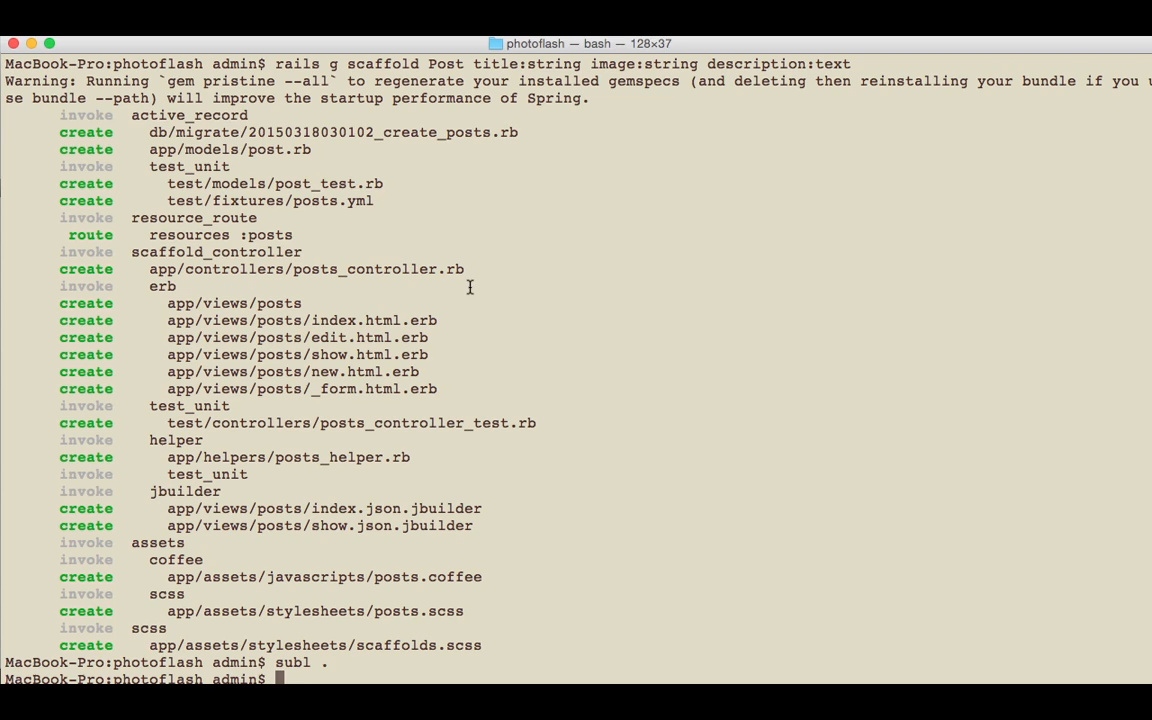 photoflash — bash — 128×37
MacBook-Pro:photoflash admin$ rails g scaffold Post title:string image:string description:text
Warning: Running `gem pristine --all` to regenerate your installed gemspecs (and deleting then reinstalling your bundle if you u
se bundle --path) will improve the startup performance of Spring.
invoke active_record
create db/migrate/20150318030102_create_posts.rb
create app/models/post.rb
invoke test_unit
create test/models/post_test.rb
create test/fixtures/posts.yml
invoke resource_route
route resources :posts
invoke scaffold_controller
create app/controllers/posts_controller.rb
invoke erb
create app/views/posts
create app/views/posts/index.html.erb
create app/views/posts/edit.html.erb
create app/views/posts/show.html.erb
create app/views/posts/new.html.erb
create app/views/posts/_form.html.erb
invoke test_unit
create test/controllers/posts_controller_test.rb
invoke helper
create app/helpers/posts_helper.rb
invoke test_unit
invoke jbuilder
create app/views/posts/index.json.jbuilder
create app/views/posts/show.json.jbuilder
invoke assets
invoke coffee
create app/assets/javascripts/posts.coffee
invoke scss
create app/assets/stylesheets/posts.scss
invoke scss
create app/assets/stylesheets/scaffolds.scss
MacBook-Pro:photoflash admin$ subl .
MacBook-Pro:photoflash admin$